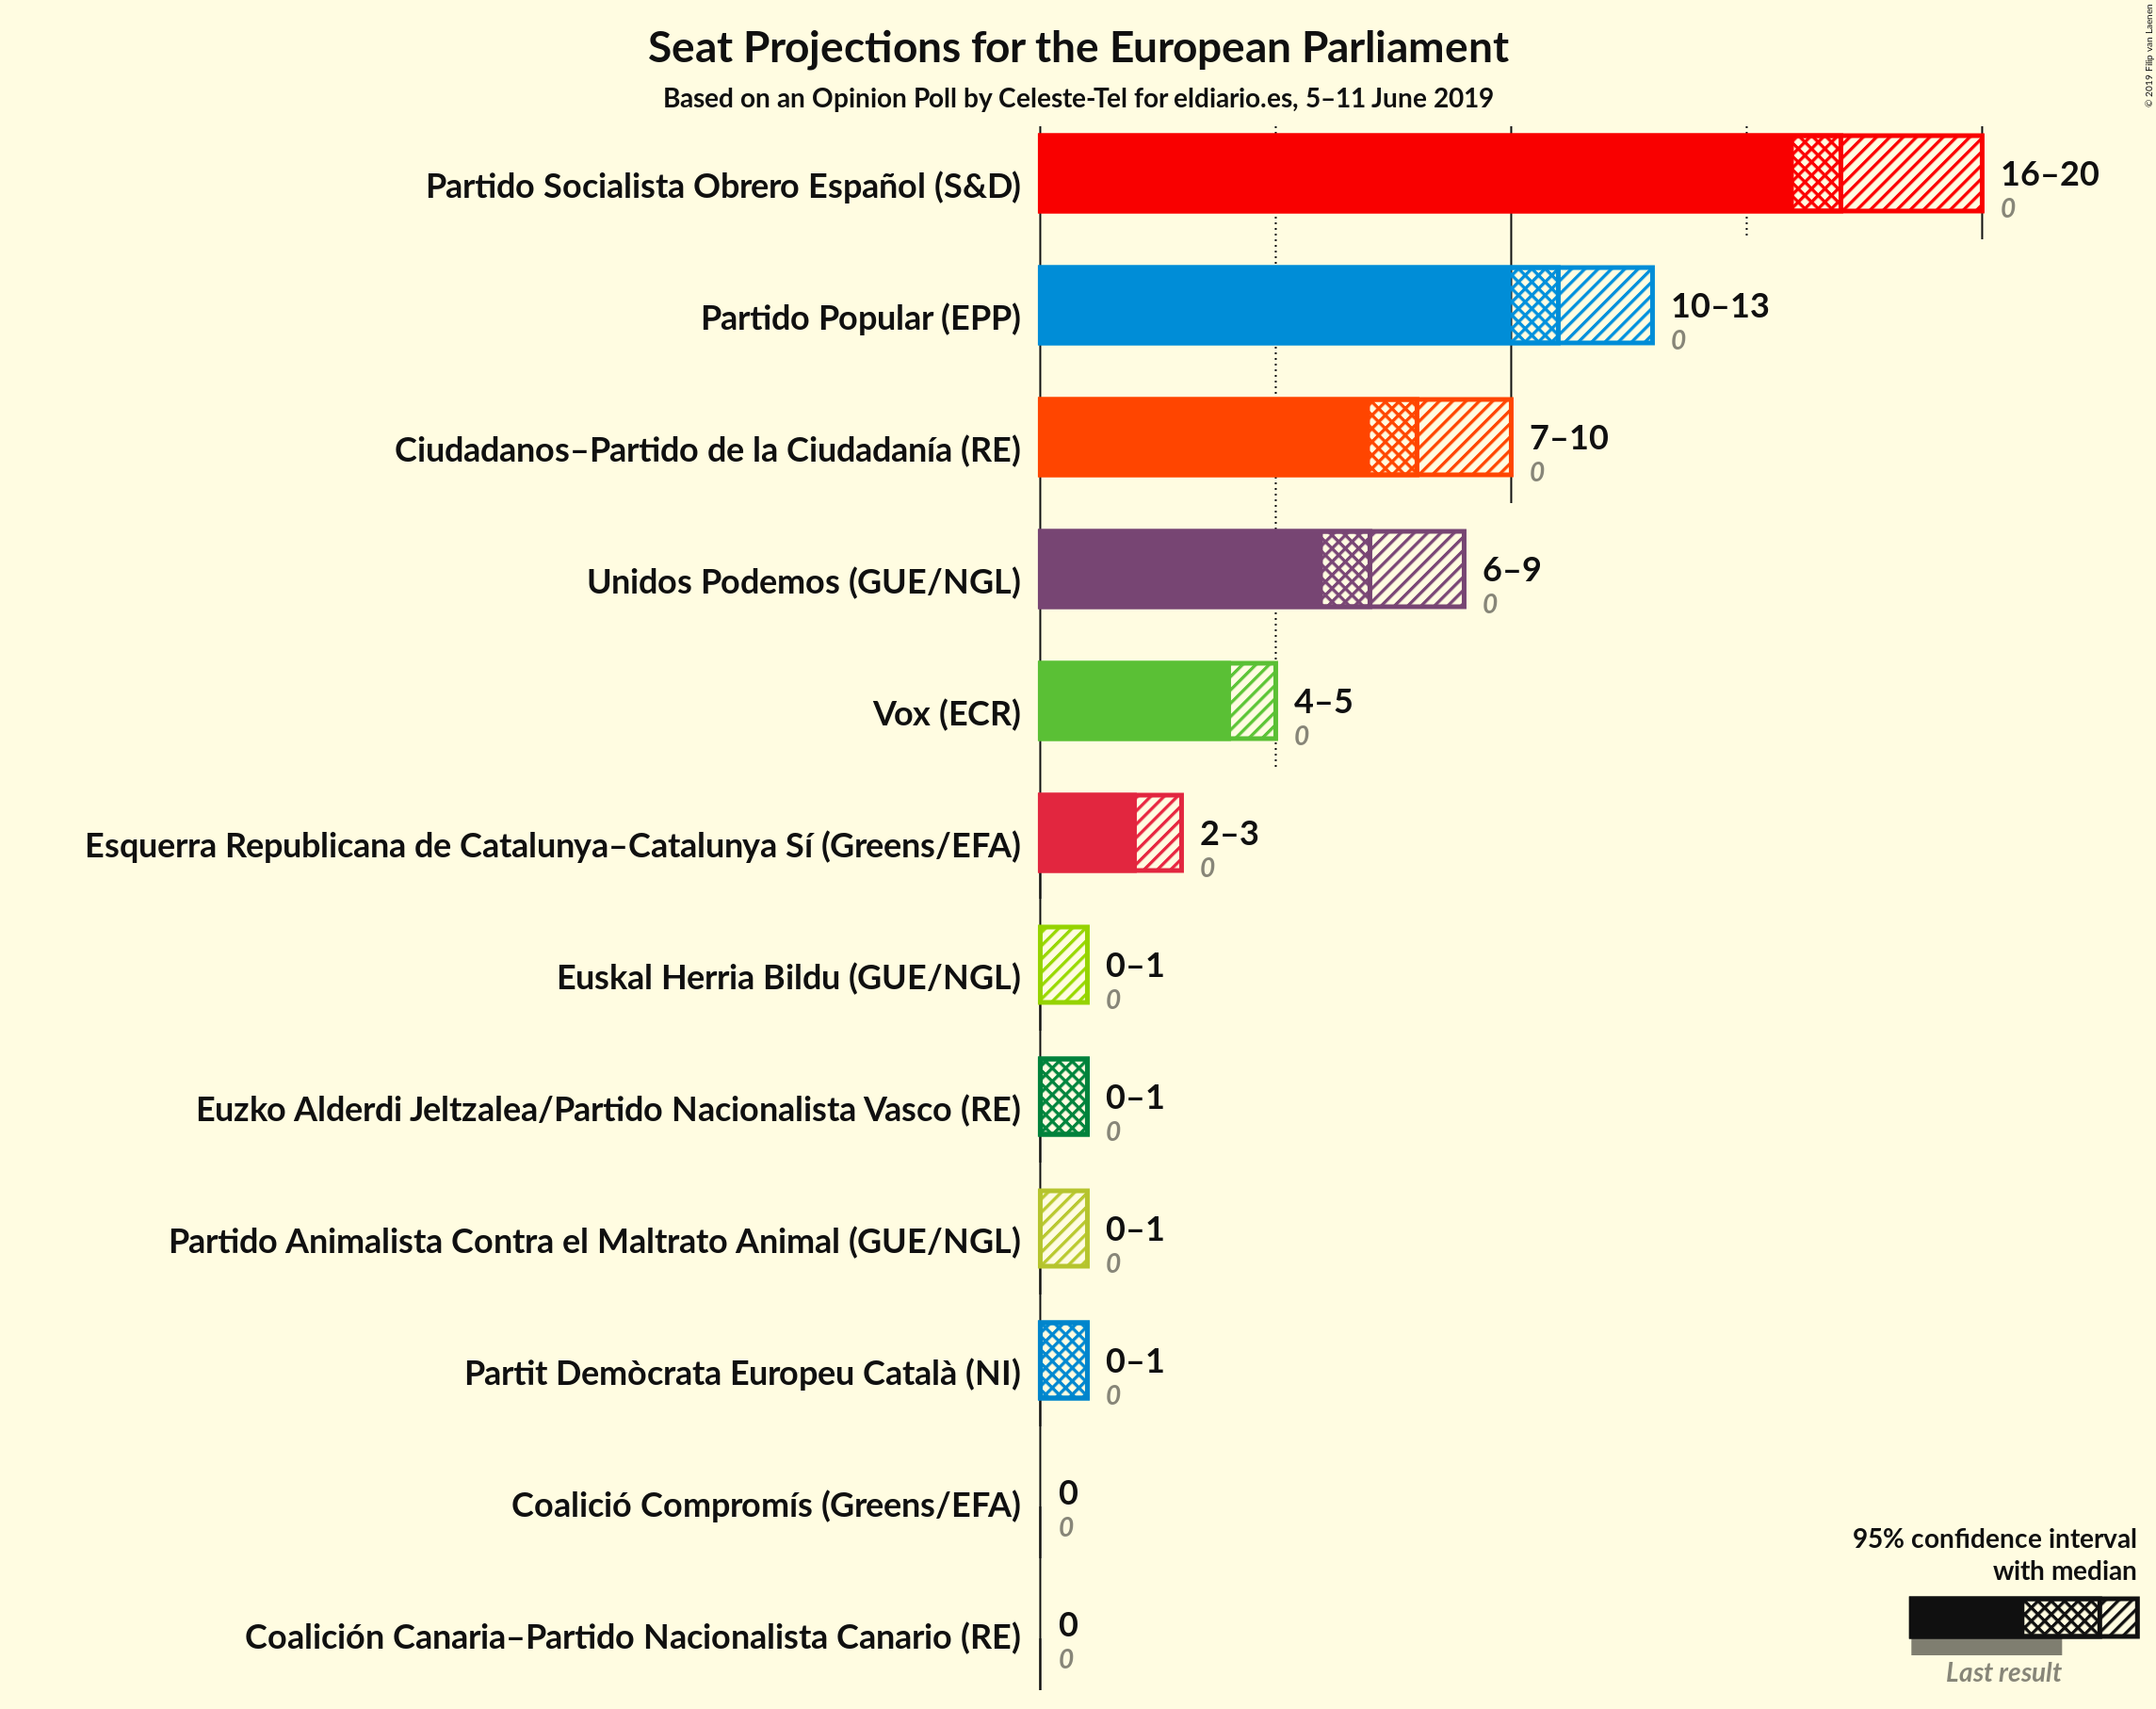 Seat Projections for the European Parliament
Based on an Opinion Poll by Celeste-Tel for eldiario.es, 5–11 June 2019
© 2019 Filip van Laenen
Partido Socialista Obrero Español (S&D)
16–20
0
Partido Popular (EPP)
10–13
0
Ciudadanos–Partido de la Ciudadanía (RE)
7–10
0
Unidos Podemos (GUE/NGL)
6–9
0
Vox (ECR)
4–5
0
Esquerra Republicana de Catalunya–Catalunya Sí (Greens/EFA)
2–3
0
Euskal Herria Bildu (GUE/NGL)
0–1
0
Euzko Alderdi Jeltzalea/Partido Nacionalista Vasco (RE)
0–1
0
Partido Animalista Contra el Maltrato Animal (GUE/NGL)
0–1
0
Partit Demòcrata Europeu Català (NI)
0–1
0
Coalició Compromís (Greens/EFA)
0
0
Coalición Canaria–Partido Nacionalista Canario (RE)
0
0
95% confidence interval
with median
Last result